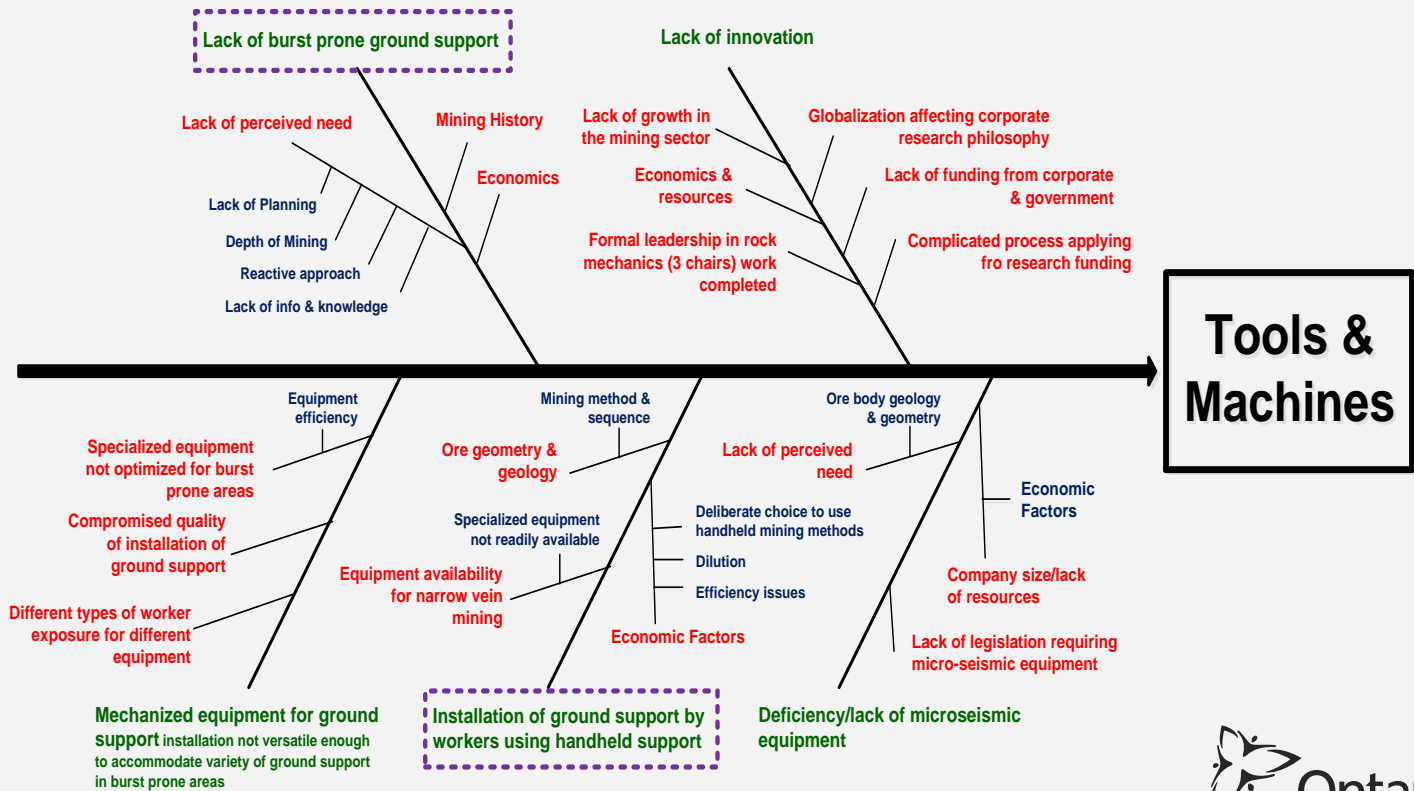 Lack of burst prone ground support
Lack of innovation
Lack of perceived need
Mining History
Economics
Lack of Planning
Depth of Mining
Reactive approach
Lack of info & knowledge
Lack of growth in
the mining sector
Globalization affecting corporate
research philosophy
Economics &
resources
Lack of funding from corporate
& government
Formal leadership in rock
mechanics (3 chairs) work
completed
Complicated process applying
fro research funding
Tools &
Machines
Equipment
efficiency
Specialized equipment
not optimized for burst
prone areas
Compromised quality
of installation of
ground support
Different types of worker
exposure for different
equipment
Mechanized equipment for ground
support installation not versatile enough
to accommodate variety of ground support
in burst prone areas
Mining method &
sequence
Ore geometry &
geology
Specialized equipment
not readily available
Equipment availability
for narrow vein
mining
Deliberate choice to use
handheld mining methods
Dilution
Efficiency issues
Economic Factors
Installation of ground support by
workers using handheld support
Ore body geology
& geometry
Lack of perceived
need
Economic
Factors
Company size/lack
of resources
Lack of legislation requiring
micro-seismic equipment
Deficiency/lack of microseismic
equipment